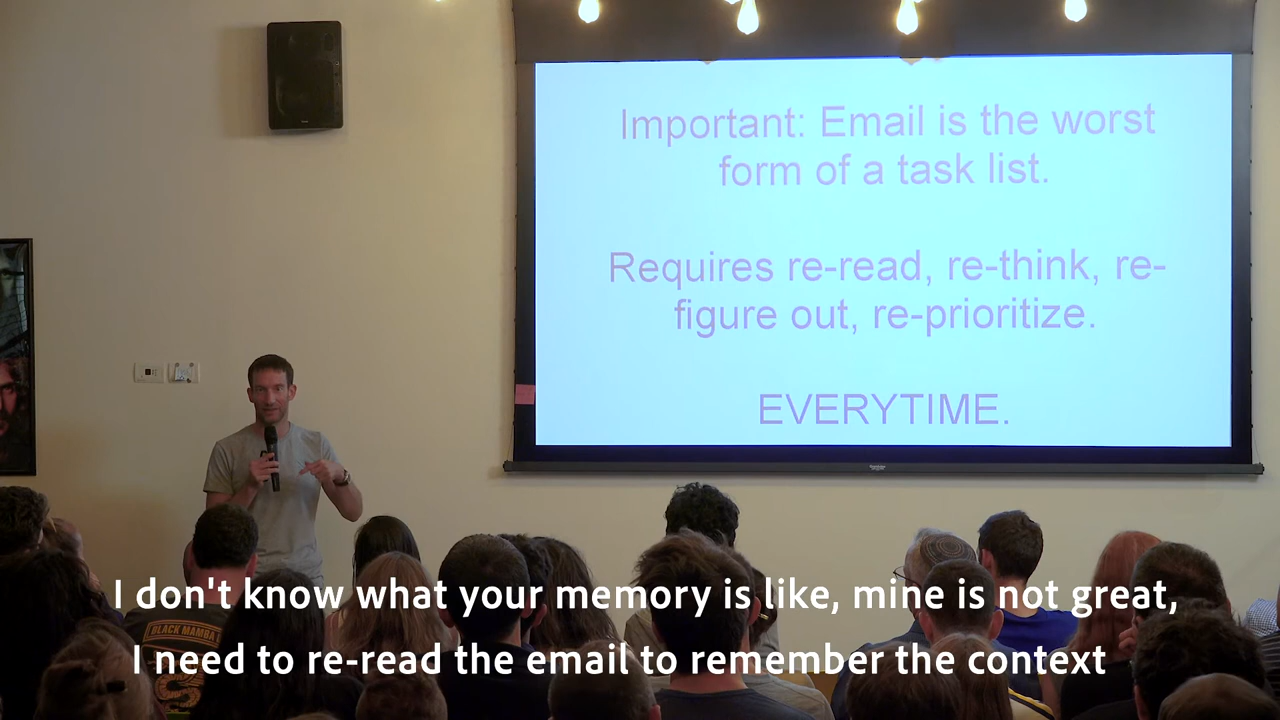 Important: Email is the worst
form of a task list.
Requires re-read, re-think, re-
figure out, re-prioritize.
EVERYTIME.
BLACK MAMBA
I don't know what your memory is like, mine is not great,
I need to re-read the email to remember the context